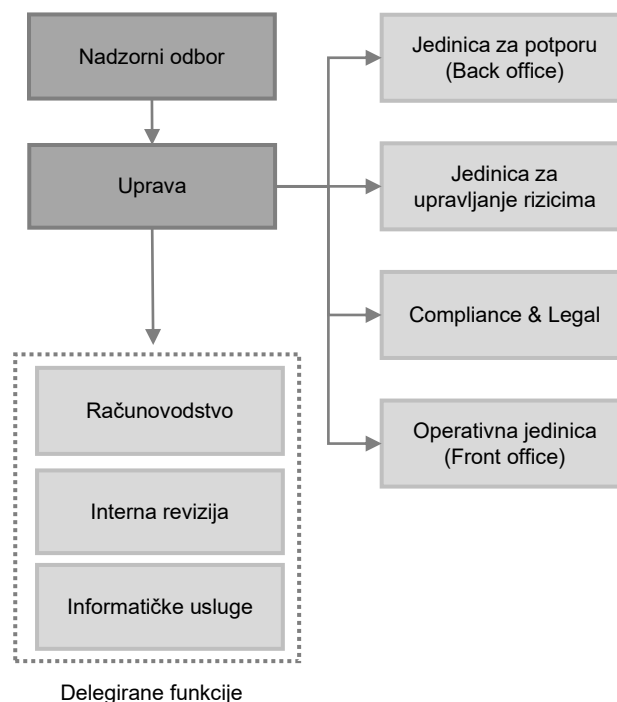 Nadzorni odbor
Uprava
Jedinica za potporu
(Back office)
Jedinica za
upravljanje rizicima
Compliance & Legal
Operativna jedinica
(Front office)
Računovodstvo
Interna revizija
Informatičke usluge
Delegirane funkcije